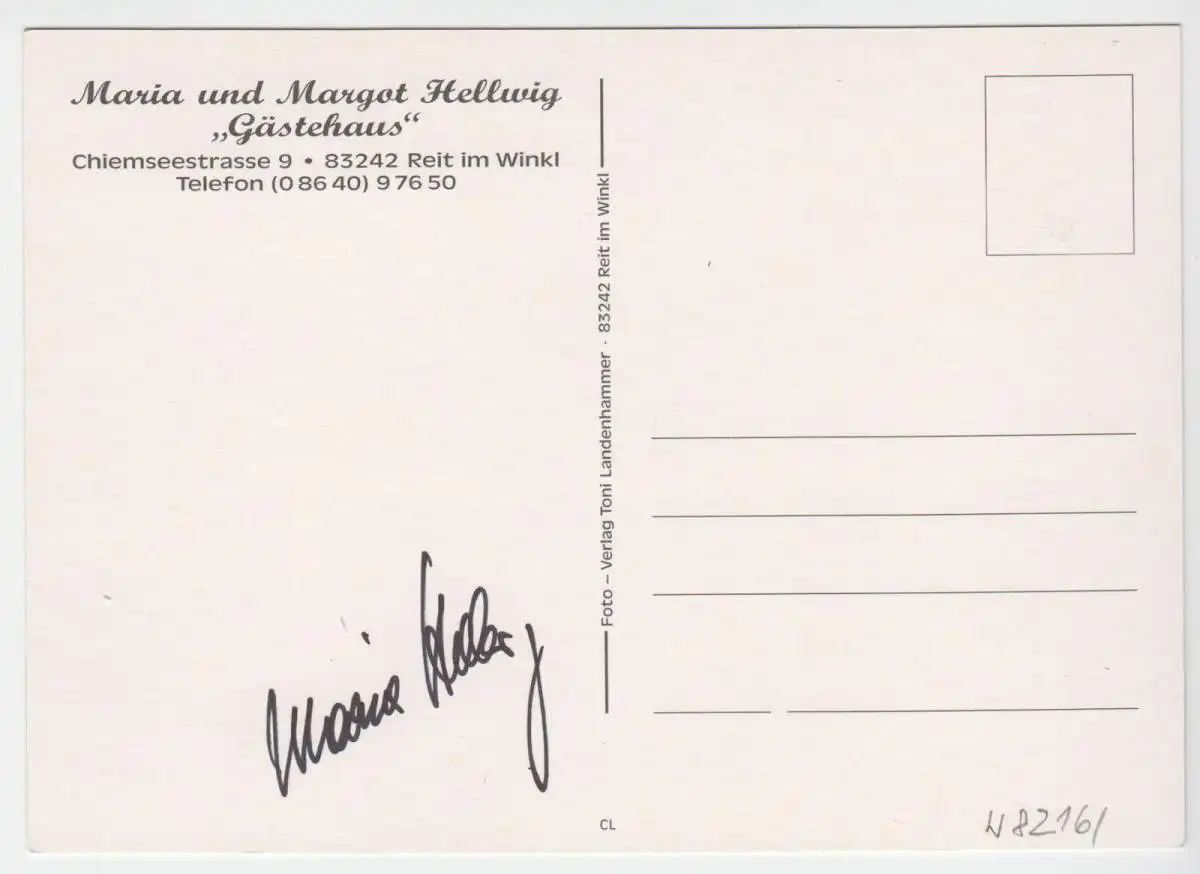 Maria und Margot Hellwig
„Gästehaus“
Chiemseestrasse 9 • 83242 Reit im Winkl
Telefon (0 86 40) 9 76 50
Foto – Verlag Toni Landenhammer · 83242 Reit im Winkl
Maria Hellwig
CL
N 8216/